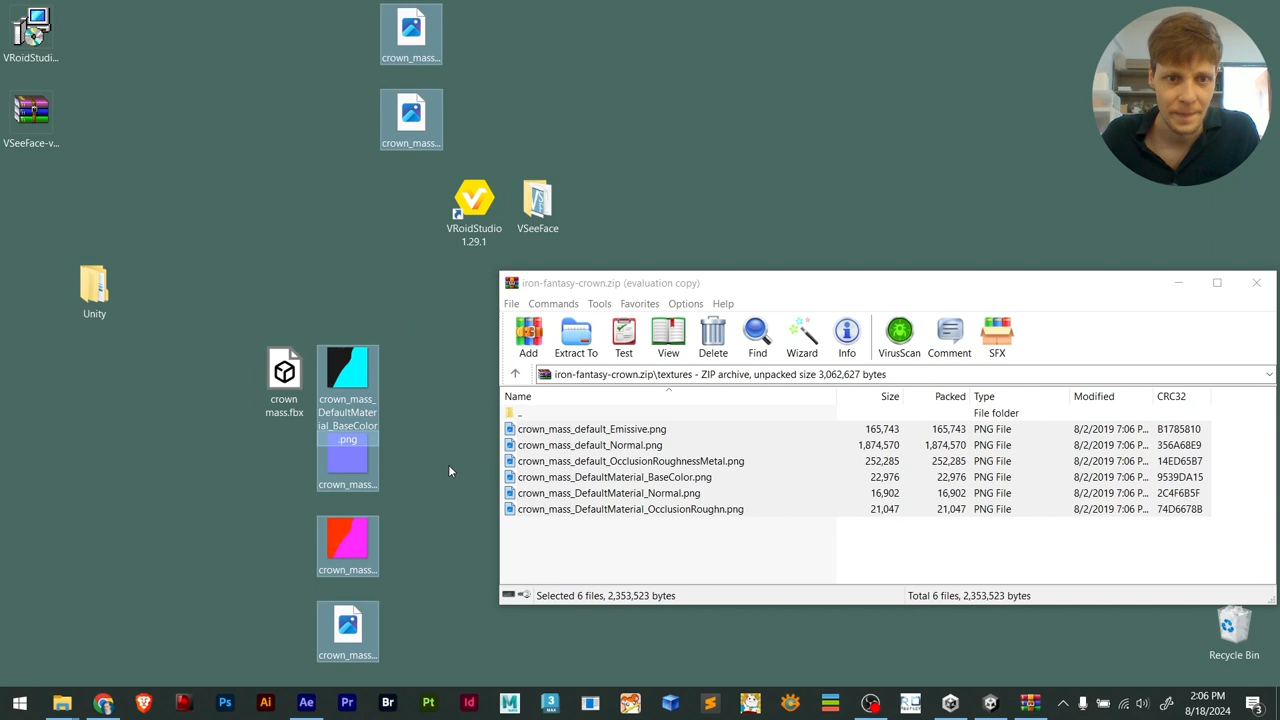 VRoidStudi...
crown_mass...
VSeeFace-v...
crown_mass...
VRoidStudio
1.29.1
VSeeFace
Unity
crown
mass.fbx
crown_mass_
DefaultMater
ial_BaseColor
.png
crown_mass...
crown_mass...
crown_mass...
iron-fantasy-crown.zip (evaluation copy)
File Commands Tools Favorites Options Help
Add Extract To Test View Delete Find Wizard Info VirusScan Comment SFX
iron-fantasy-crown.zip\textures - ZIP archive, unpacked size 3,062,627 bytes
Name Size Packed Type Modified CRC32
.. File folder
crown_mass_default_Emissive.png 165,743 165,743 PNG File 8/2/2019 7:06 P... B1785810
crown_mass_default_Normal.png 1,874,570 1,874,570 PNG File 8/2/2019 7:06 P... 356A68E9
crown_mass_default_OcclusionRoughnessMetal.png 252,285 252,285 PNG File 8/2/2019 7:06 P... 14ED65B7
crown_mass_DefaultMaterial_BaseColor.png 22,976 22,976 PNG File 8/2/2019 7:06 P... 9539DA15
crown_mass_DefaultMaterial_Normal.png 16,902 16,902 PNG File 8/2/2019 7:06 P... 2C4F6B5F
crown_mass_DefaultMaterial_OcclusionRoughn.png 21,047 21,047 PNG File 8/2/2019 7:06 P... 74D6678B
Selected 6 files, 2,353,523 bytes Total 6 files, 2,353,523 bytes
Recycle Bin
Ps Ai Ae Pr Br Pt Id
2:06 PM
8/18/2024